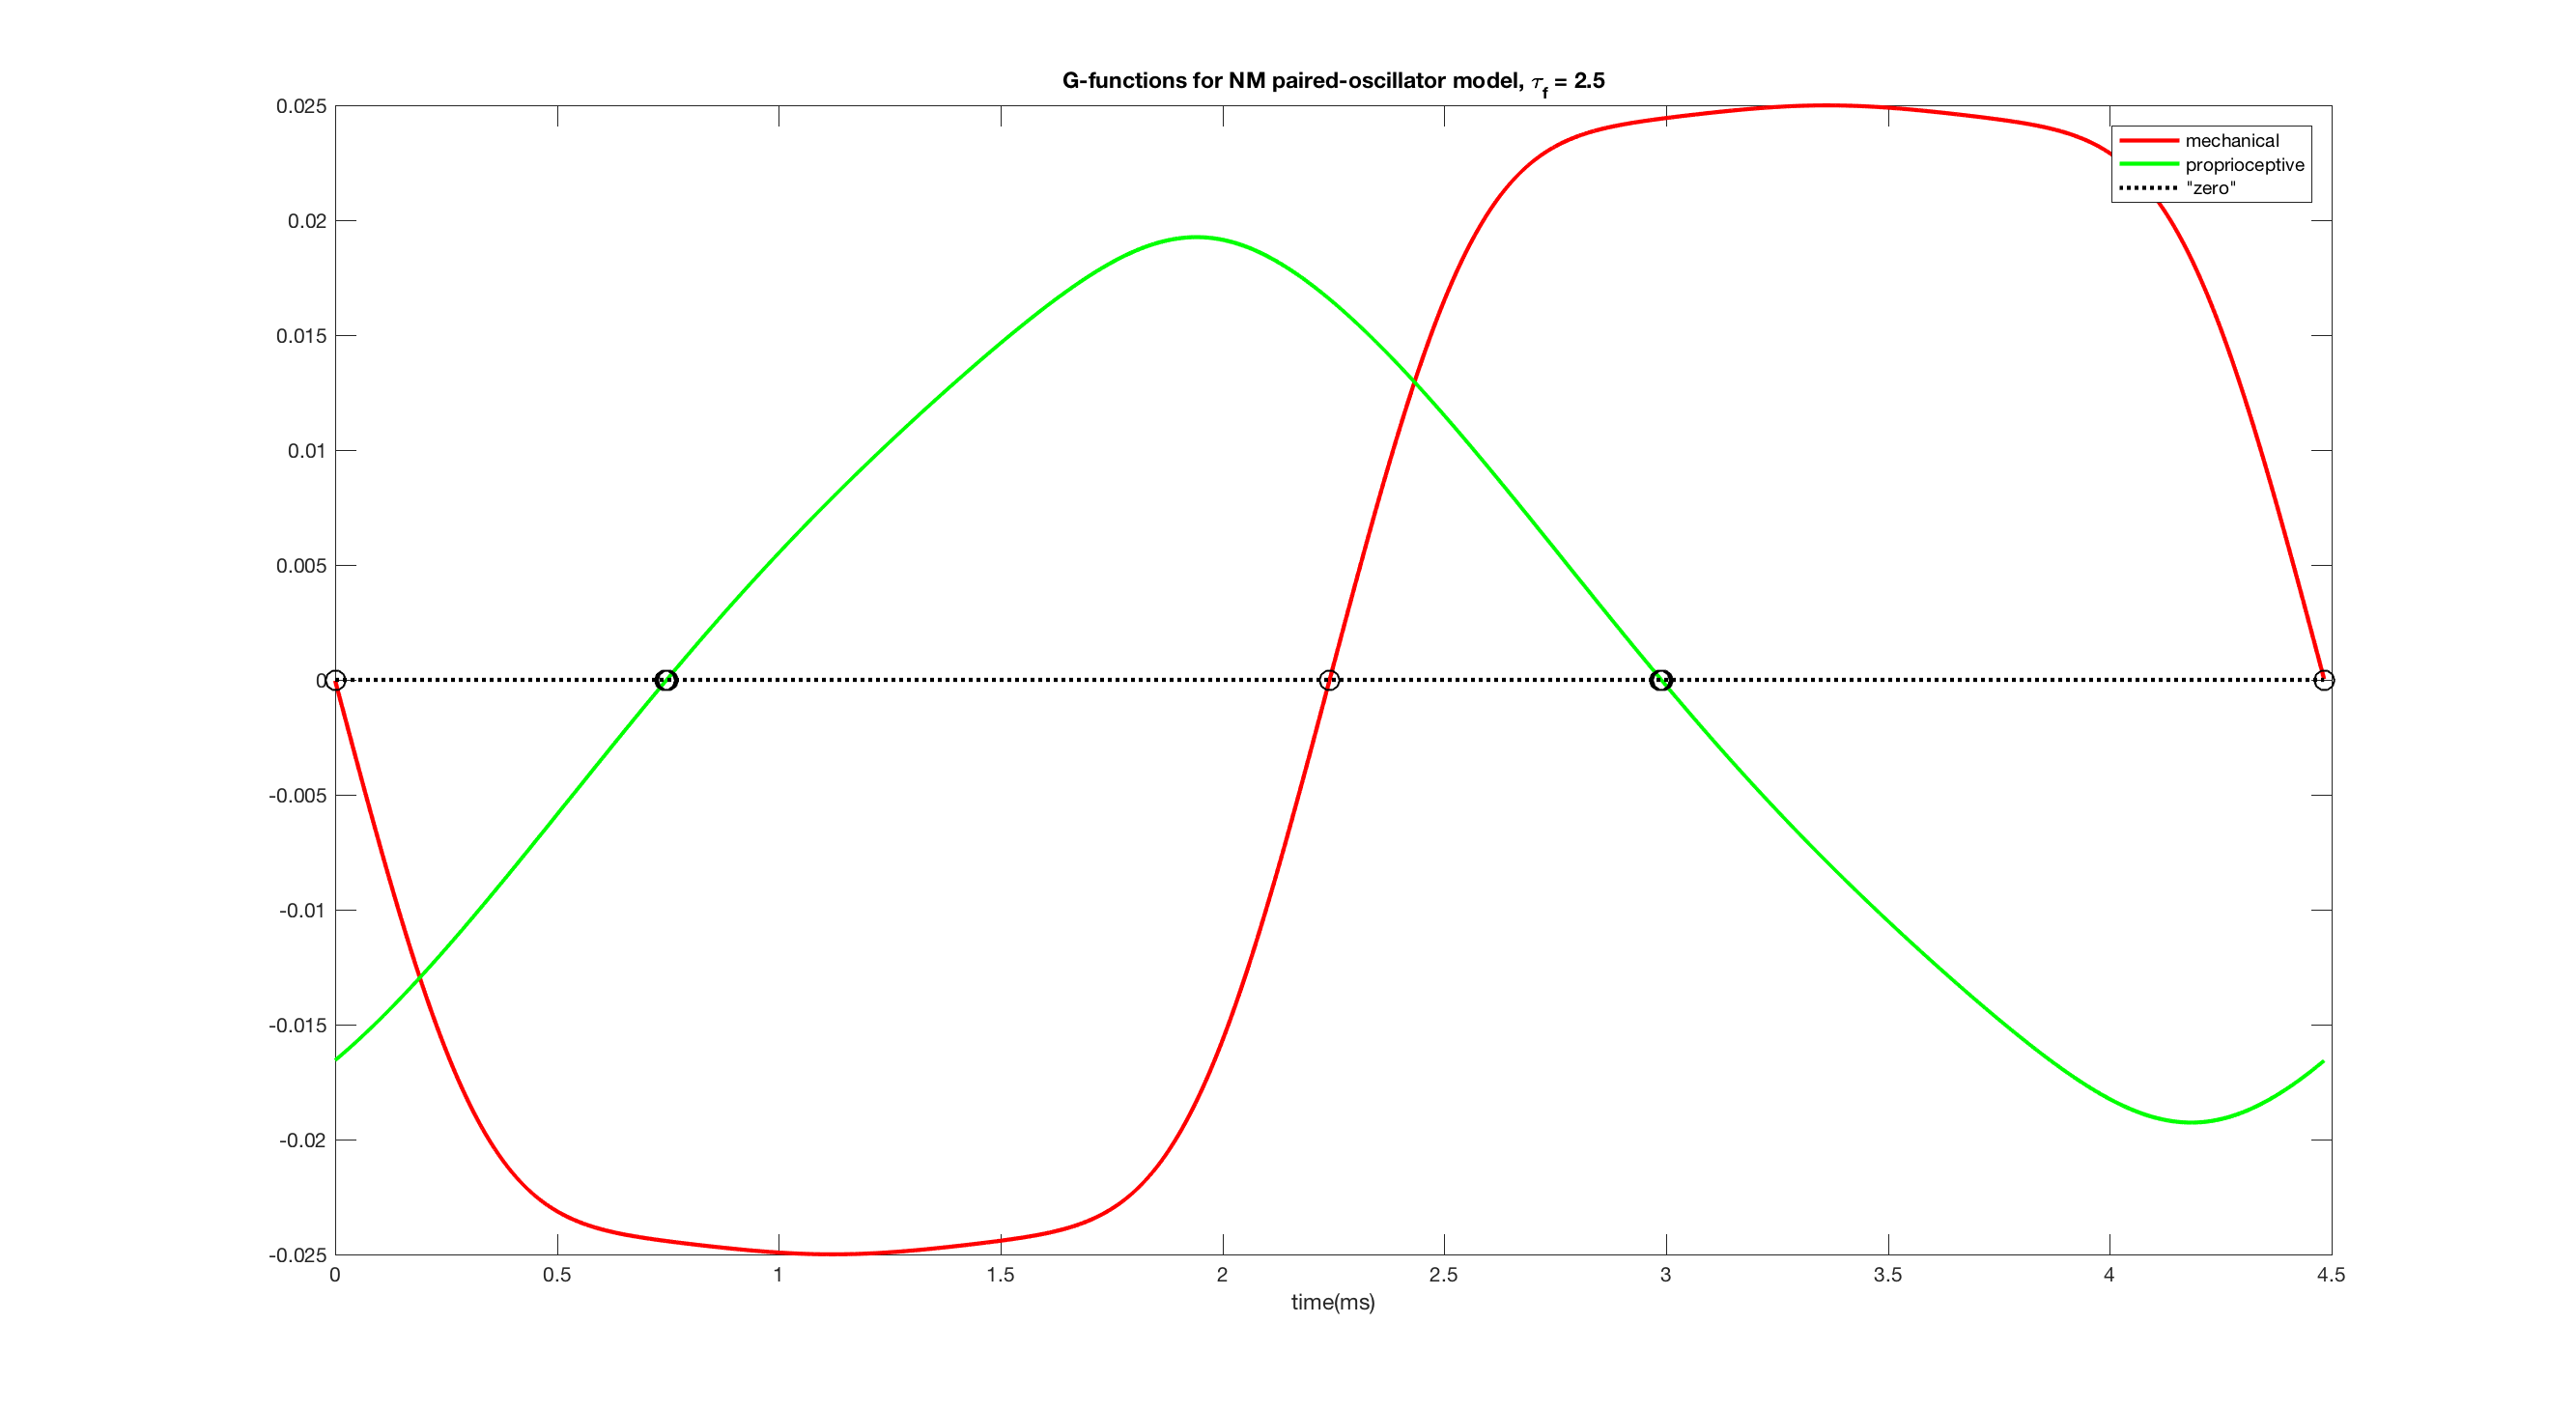 G-functions for NM paired-oscillator model, τf = 2.5
0.025
0.02
0.015
0.01
0.005
0
-0.005
-0.01
-0.015
-0.02
-0.025
mechanical
proprioceptive
"zero"
0 0.5 1 1.5 2 2.5 3 3.5 4 4.5
time(ms)